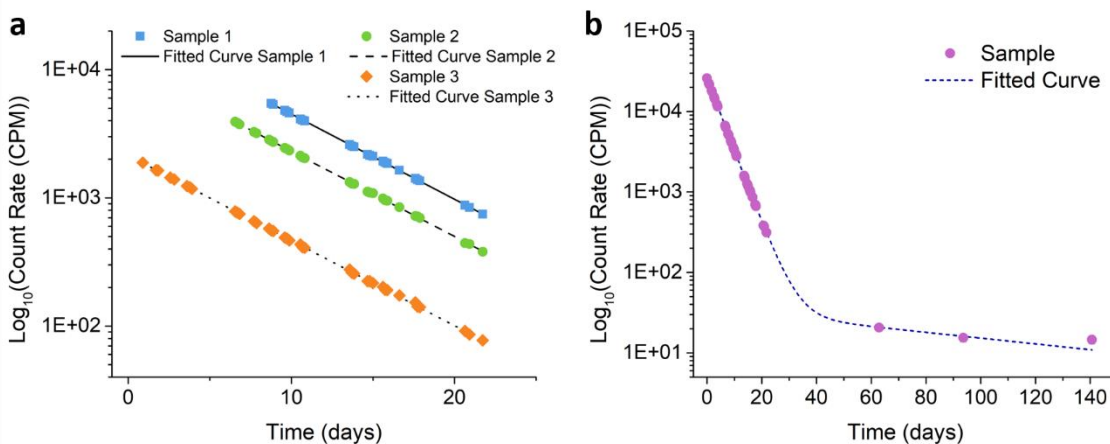 a
Sample 1
Fitted Curve Sample 1
Sample 2
Fitted Curve Sample 2
Sample 3
Fitted Curve Sample 3
1E+04
1E+03
1E+02
Log₁₀(Count Rate (CPM))
0
10
20
Time (days)
b
Sample
Fitted Curve
1E+05
1E+04
1E+03
1E+02
1E+01
Log₁₀(Count Rate (CPM))
0
20
40
60
80
100
120
140
Time (days)